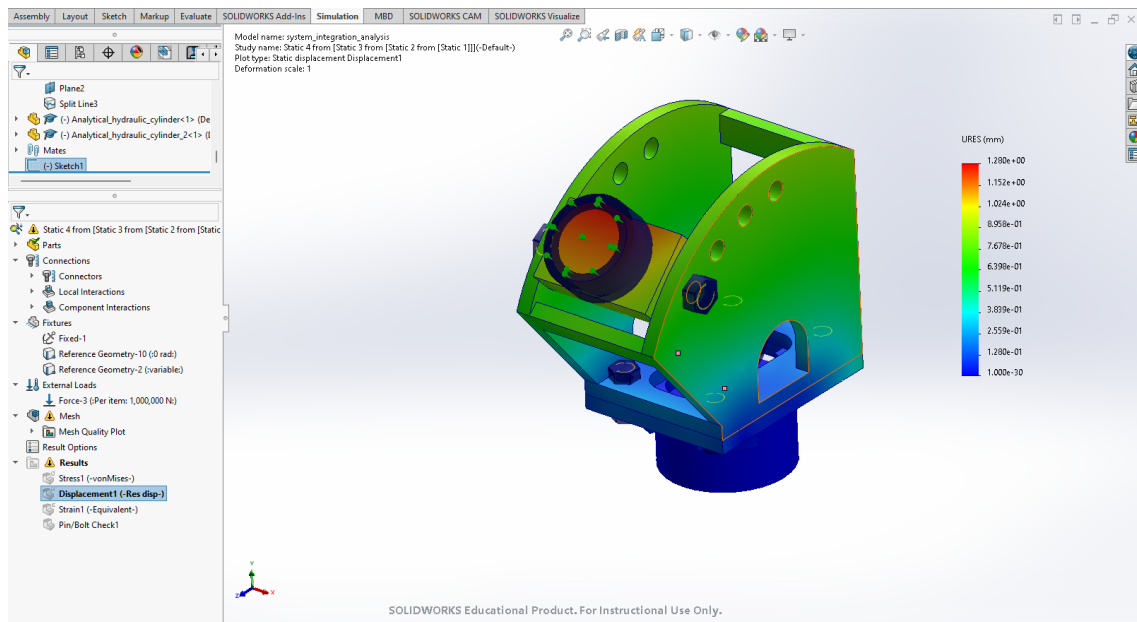 Assembly Layout Sketch Markup Evaluate SOLIDWORKS Add-Ins Simulation MBD SOLIDWORKS CAM SOLIDWORKS Visualize
Plane2
Split Line3
(-) Analytical_hydraulic_cylinder<1> (De
(-) Analytical_hydraulic_cylinder_2<1> (
Mates
(-) Sketch1
Static 4 from [Static 3 from [Static 2 from [Static
Parts
Connections
Connectors
Local Interactions
Component Interactions
Fixtures
Fixed-1
Reference Geometry-10 (:0 rad:)
Reference Geometry-2 (:variable:)
External Loads
Force-3 (:Per item: 1,000,000 N:)
Mesh
Mesh Quality Plot
Result Options
Results
Stress1 (-vonMises-)
Displacement1 (-Res disp-)
Strain1 (-Equivalent-)
Pin/Bolt Check1
Model name: system_integration_analysis
Study name: Static 4 from [Static 3 from [Static 2 from [Static 1]]](-Default-)
Plot type: Static displacement Displacement1
Deformation scale: 1
URES (mm)
1.280e+00
1.152e+00
1.024e+00
8.958e-01
7.678e-01
6.399e-01
5.119e-01
3.839e-01
2.559e-01
1.280e-01
1.000e-30
Y
Z
X
SOLIDWORKS Educational Product. For Instructional Use Only.